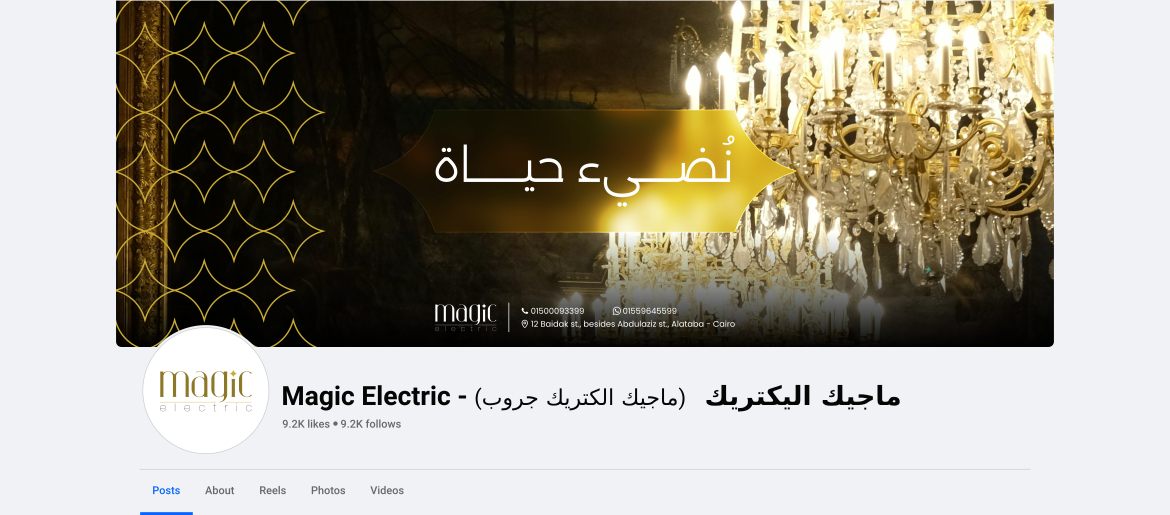 نُضـــيء حيـــاة
magic
electric
01500093399 01559645599
12 Baidak st., besides Abdulaziz st., Alataba - Cairo
magic
electric
Magic Electric - ماجيك اليكتريك (ماجيك الكتريك جروب)
9.2K likes • 9.2K follows
Posts About Reels Photos Videos